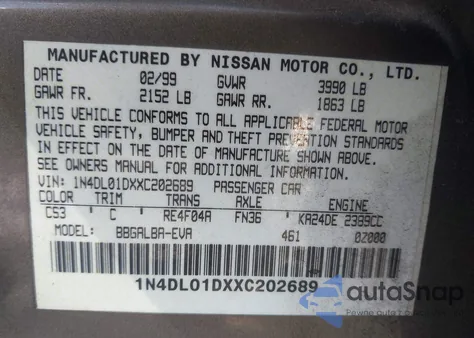 MANUFACTURED BY NISSAN MOTOR CO., LTD.
DATE 02/99 GVWR 3990 LB
GAWR FR. 2152 LB GAWR RR. 1863 LB
THIS VEHICLE CONFORMS TO ALL APPLICABLE FEDERAL MOTOR
VEHICLE SAFETY, BUMPER AND THEFT PREVENTION STANDARDS
IN EFFECT ON THE DATE OF MANUFACTURE SHOWN ABOVE.
SEE OWNERS MANUAL FOR ADDITIONAL INFORMATION.
VIN: 1N4DL01DXXC202689 PASSENGER CAR
COLOR TRIM TRANS AXLE ENGINE
CS3 C RE4F04A FN36 KA24DE 2389CC
MODEL: BBGALBA-EVA 461 0Z000
1N4DL01DXXC202689
autoSnap